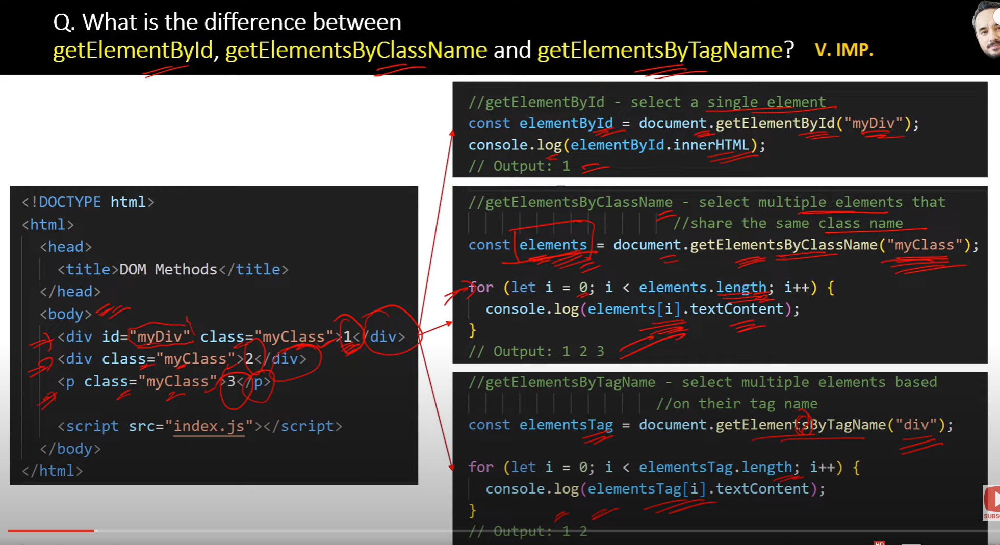 Q. What is the difference between
getElementById, getElementsByClassName and getElementsByTagName? V. IMP.
//getElementById - select a single element
const elementById = document.getElementById("myDiv");
console.log(elementById.innerHTML);
// Output: 1
<!DOCTYPE html>
<html>
<head>
<title>DOM Methods</title>
</head>
<body>
<div id="myDiv" class="myClass">1</div>
<div class="myClass">2</div>
<p class="myClass">3</p>
<script src="index.js"></script>
</body>
</html>
//getElementsByClassName - select multiple elements that
//share the same class name
const elements = document.getElementsByClassName("myClass");
for (let i = 0; i < elements.length; i++) {
console.log(elements[i].textContent);
}
// Output: 1 2 3
//getElementsByTagName - select multiple elements based
//on their tag name
const elementsTag = document.getElementsByTagName("div");
for (let i = 0; i < elementsTag.length; i++) {
console.log(elementsTag[i].textContent);
}
// Output: 1 2
HD